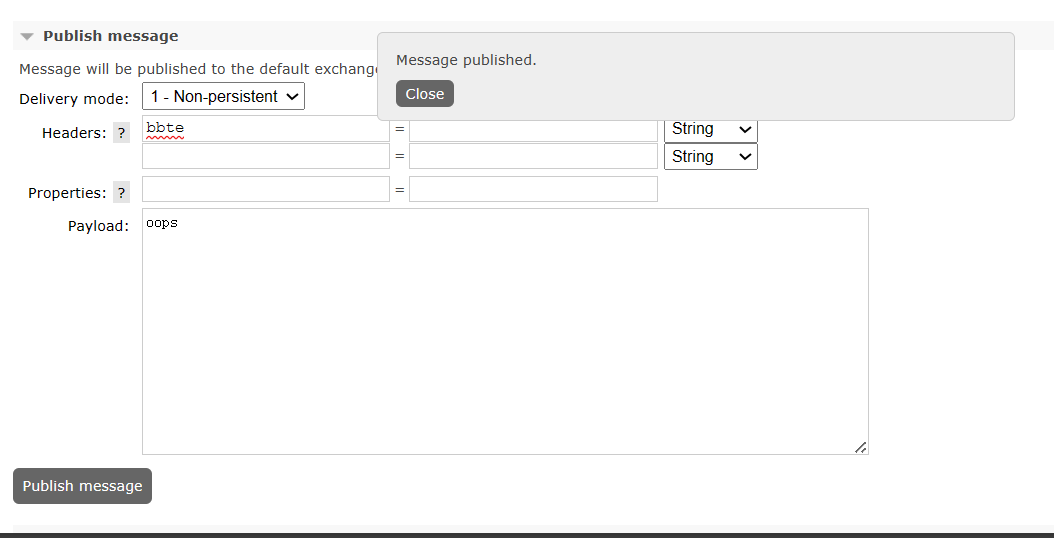 Publish message
Message published.
Message will be published to the default exchange
Close
Delivery mode: 1 - Non-persistent
Headers: ? bbte = String
= String
Properties: ? =
Payload: oops
Publish message